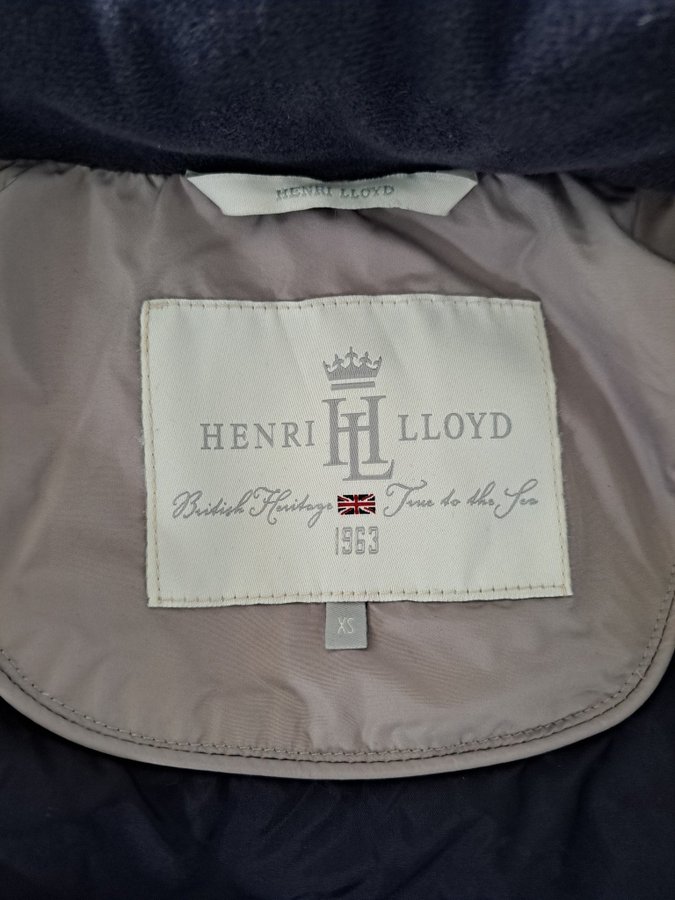 HENRI LLOYD
HENRI HL LLOYD
British Heritage True to the Sea
1963
XS